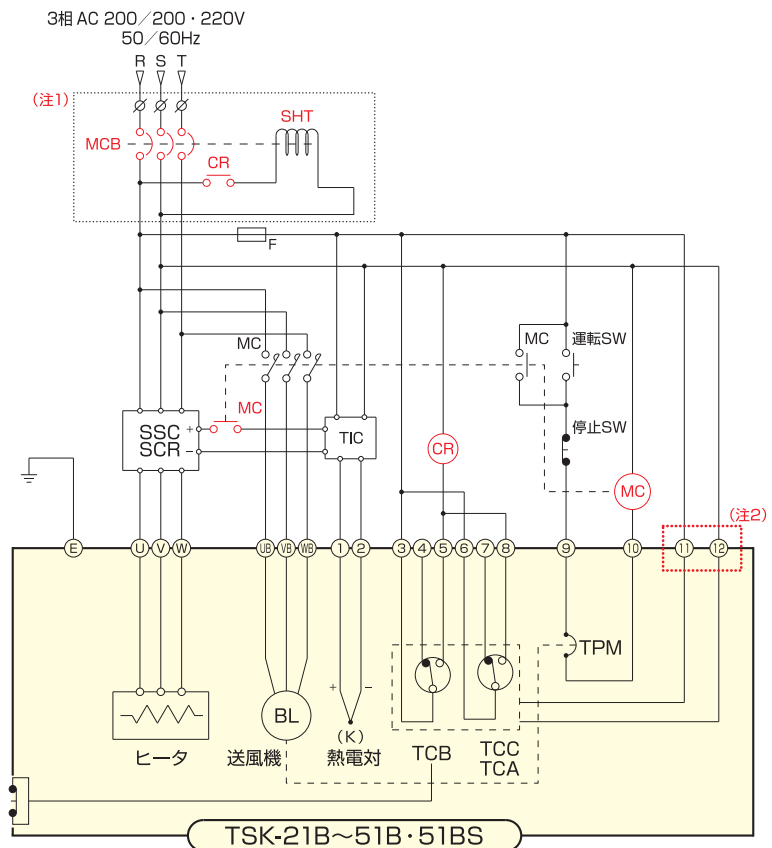 3相 AC 200／200・220V
50／60Hz
R S T
(注1)
SHT
MCB
CR
F
MC
MC 運転SW
MC
停止SW
SSC +
SCR −
TIC
CR
MC
(注2)
E U V W UB VB WB 1 2 3 4 5 6 7 8 9 10 11 12
TPM
+ −
BL
(K)
ヒータ 送風機 熱電対
TCB TCC
TCA
TSK-21B〜51B・51BS